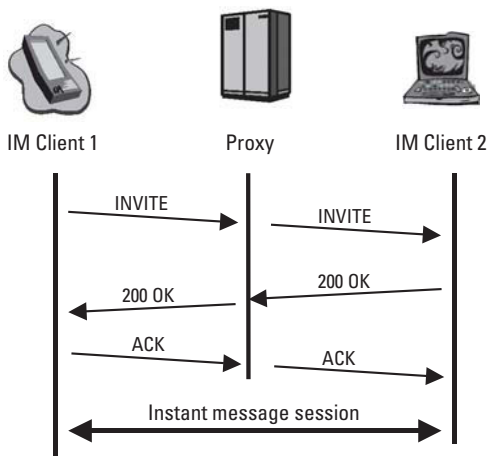 IM Client 1
Proxy
IM Client 2
INVITE
INVITE
200 OK
200 OK
ACK
ACK
Instant message session